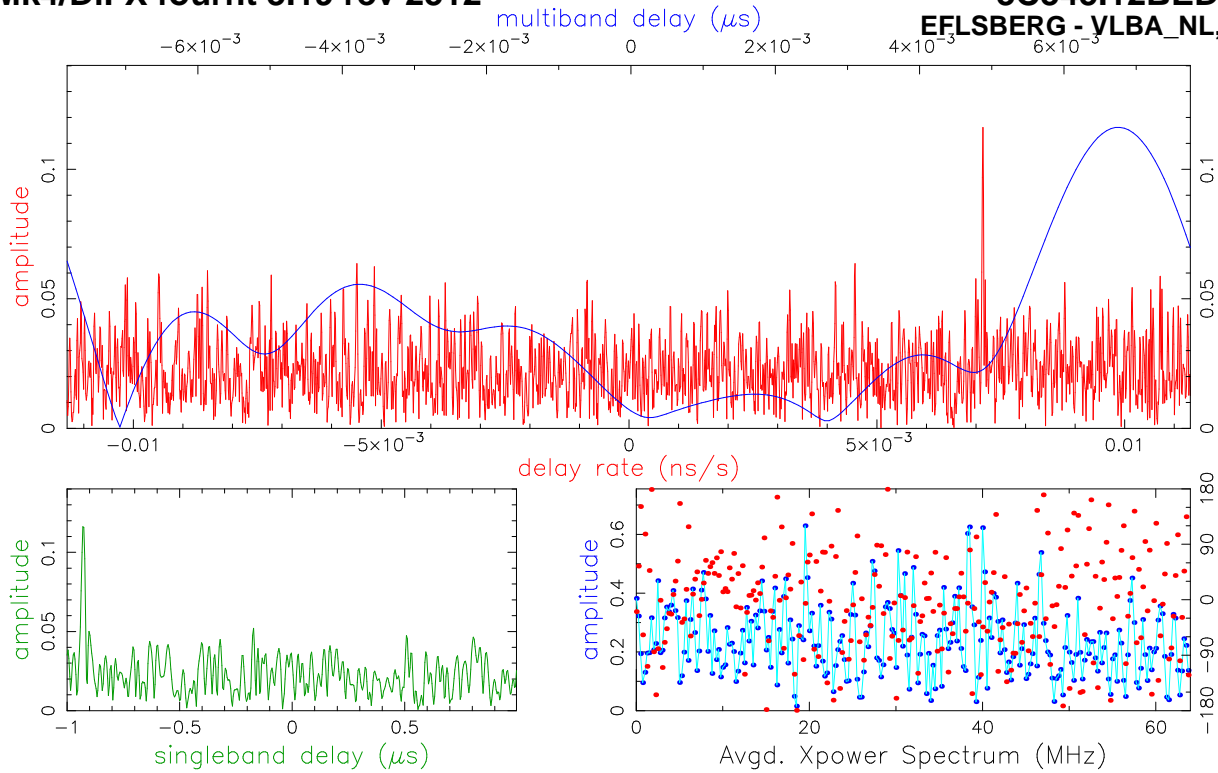 multiband delay (μs)
EFLSBERG - VLBA_NL,
−6×10⁻³ −4×10⁻³ −2×10⁻³ 0 2×10⁻³ 4×10⁻³ 6×10⁻³
amplitude
0 0.05 0.1
0 0.05 0.1
−0.01 −5×10⁻³ 0 5×10⁻³ 0.01
delay rate (ns/s)
amplitude
0 0.05 0.1
−1 −0.5 0 0.5
singleband delay (μs)
amplitude
0 0.2 0.4 0.6
−180 −90 0 90 180
0 20 40 60
Avgd. Xpower Spectrum (MHz)